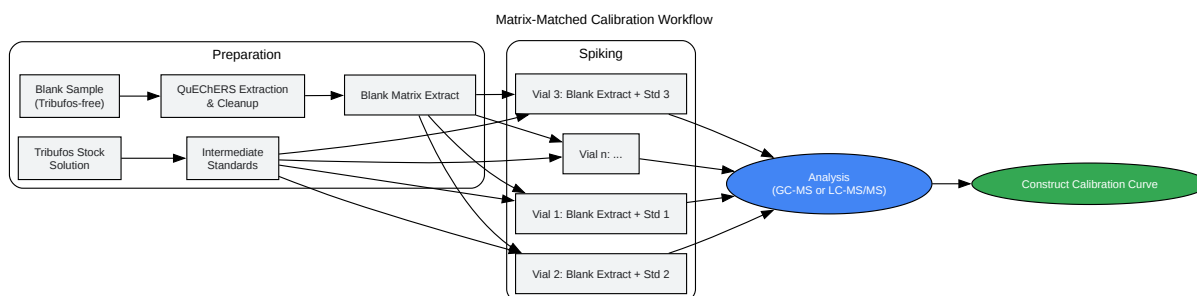 Matrix-Matched Calibration Workflow
Preparation
Spiking
Blank Sample
(Tribufos-free)
QuEChERS Extraction
& Cleanup
Blank Matrix Extract
Tribufos Stock
Solution
Intermediate
Standards
Vial 3: Blank Extract + Std 3
Vial n: ...
Vial 1: Blank Extract + Std 1
Vial 2: Blank Extract + Std 2
Analysis
(GC-MS or LC-MS/MS)
Construct Calibration Curve